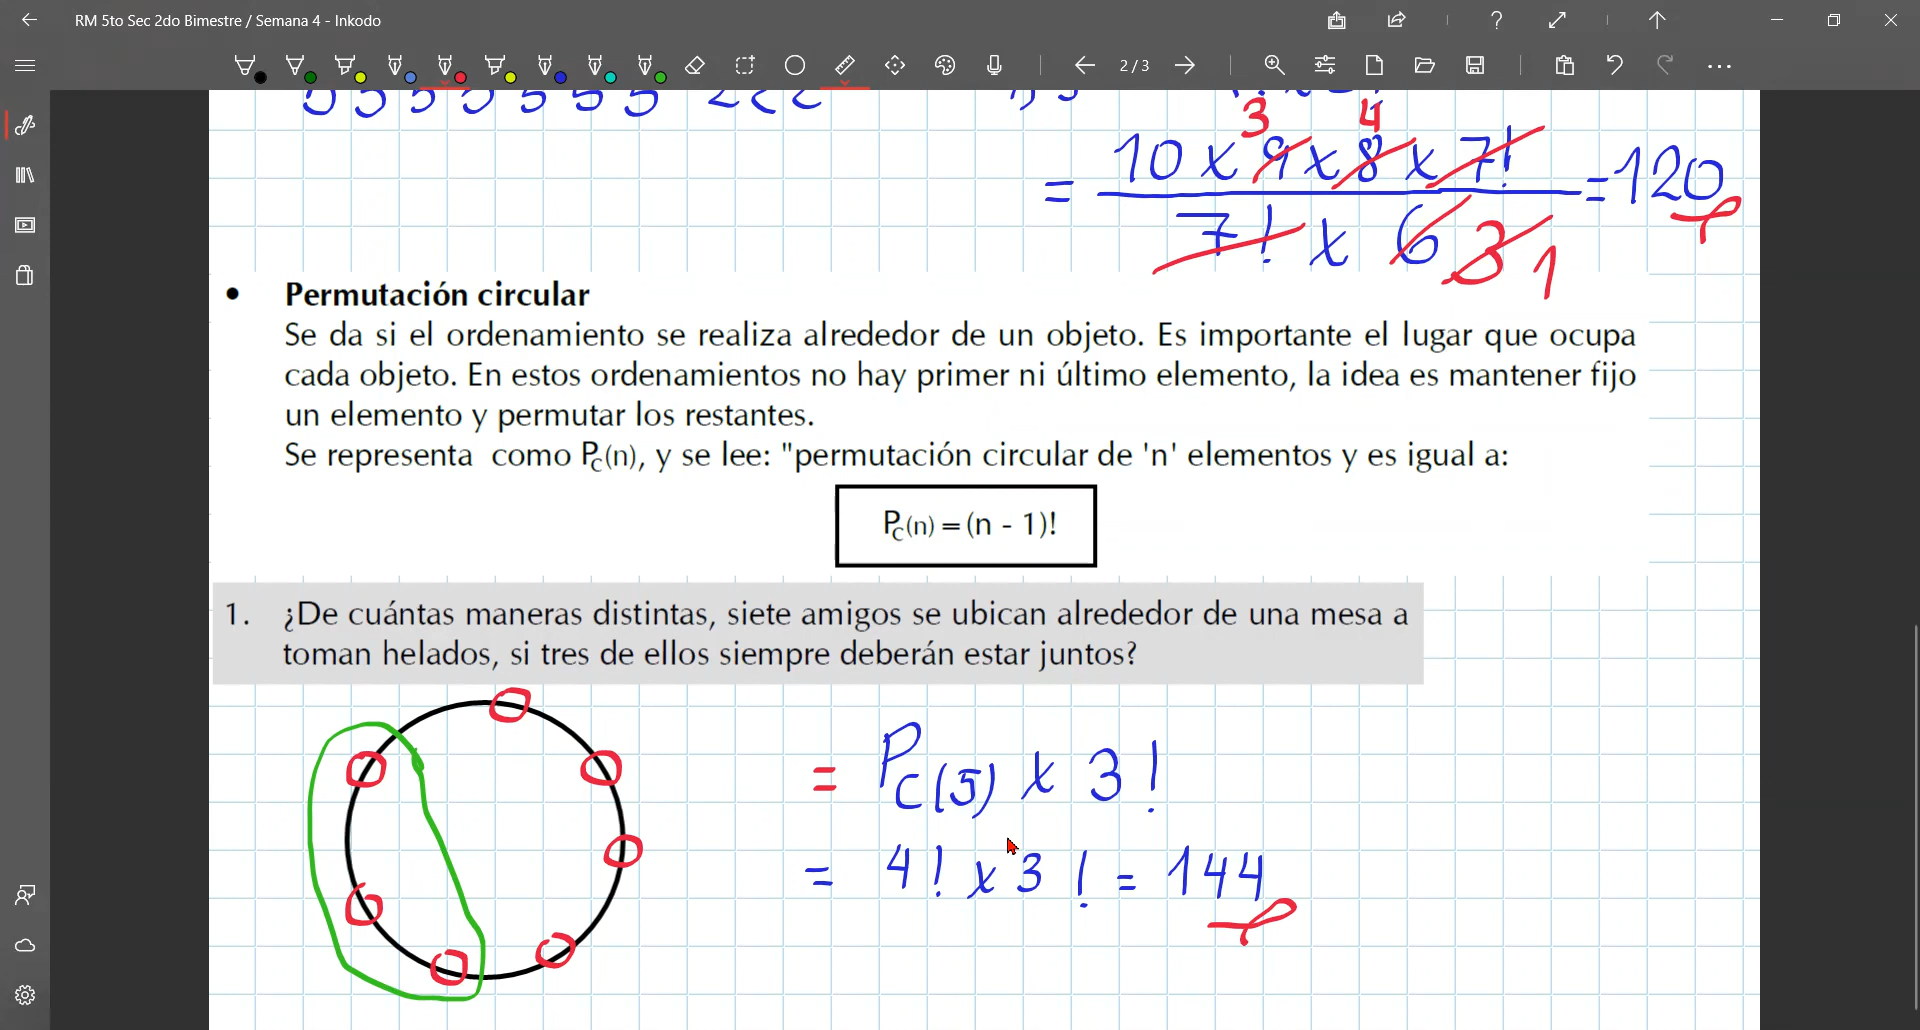 RM 5to Sec 2do Bimestre / Semana 4 - Inkodo
2 / 3
3 4
= 10 x 9 x 8 x 7! = 120
7! x 6 3 1
• Permutación circular
Se da si el ordenamiento se realiza alrededor de un objeto. Es importante el lugar que ocupa
cada objeto. En estos ordenamientos no hay primer ni último elemento, la idea es mantener fijo
un elemento y permutar los restantes.
Se representa como Pc(n), y se lee: "permutación circular de 'n' elementos y es igual a:
Pc(n) = (n - 1)!
1. ¿De cuántas maneras distintas, siete amigos se ubican alrededor de una mesa a
toman helados, si tres de ellos siempre deberán estar juntos?
= Pc(5) x 3!
= 4! x 3! = 144